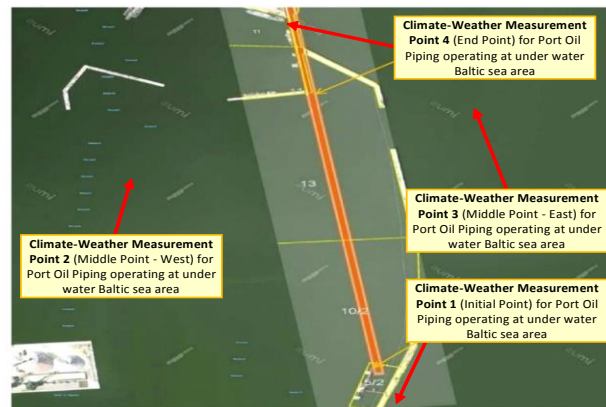 Climate-Weather Measurement
Point 4 (End Point) for Port Oil
Piping operating at under water
Baltic sea area
13
Climate-Weather Measurement
Point 3 (Middle Point - East) for
Port Oil Piping operating at under
water Baltic sea area
Climate-Weather Measurement
Point 2 (Middle Point - West) for
Port Oil Piping operating at under
water Baltic sea area
Climate-Weather Measurement
Point 1 (Initial Point) for Port Oil
Piping operating at under water
Baltic sea area
10/2
5/2